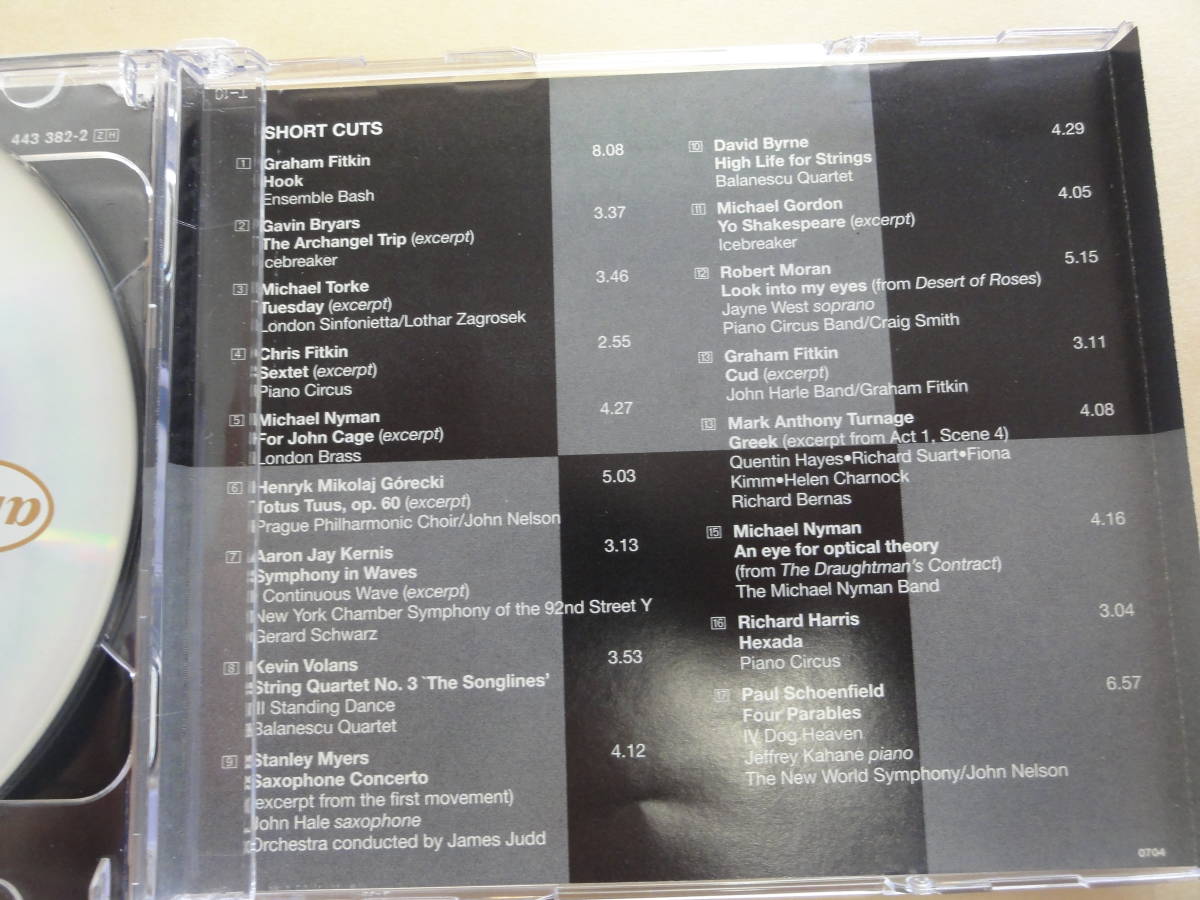 443 382-2 ZH
an
T-10
SHORT CUTS
1 Graham Fitkin 8.08
Hook
Ensemble Bash
2 Gavin Bryars 3.37
The Archangel Trip (excerpt)
Icebreaker
3 Michael Torke 3.46
Tuesday (excerpt)
London Sinfonietta/Lothar Zagrosek
4 Chris Fitkin 2.55
Sextet (excerpt)
Piano Circus
5 Michael Nyman 4.27
For John Cage (excerpt)
London Brass
6 Henryk Mikolaj Górecki 5.03
Totus Tuus, op. 60 (excerpt)
Prague Philharmonic Choir/John Nelson
7 Aaron Jay Kernis 3.13
Symphony in Waves
I Continuous Wave (excerpt)
New York Chamber Symphony of the 92nd Street Y
Gerard Schwarz
8 Kevin Volans 3.53
String Quartet No. 3 `The Songlines'
III Standing Dance
Balanescu Quartet
9 Stanley Myers 4.12
Saxophone Concerto
(excerpt from the first movement)
John Hale saxophone
Orchestra conducted by James Judd
10 David Byrne 4.29
High Life for Strings
Balanescu Quartet
11 Michael Gordon 4.05
Yo Shakespeare (excerpt)
Icebreaker
12 Robert Moran 5.15
Look into my eyes (from Desert of Roses)
Jayne West soprano
Piano Circus Band/Craig Smith
13 Graham Fitkin 3.11
Cud (excerpt)
John Harle Band/Graham Fitkin
13 Mark Anthony Turnage 4.08
Greek (excerpt from Act 1, Scene 4)
Quentin Hayes•Richard Suart•Fiona
Kimm•Helen Charnock
Richard Bernas
15 Michael Nyman 4.16
An eye for optical theory
(from The Draughtman's Contract)
The Michael Nyman Band
16 Richard Harris 3.04
Hexada
Piano Circus
17 Paul Schoenfield 6.57
Four Parables
IV Dog Heaven
Jeffrey Kahane piano
The New World Symphony/John Nelson
0704